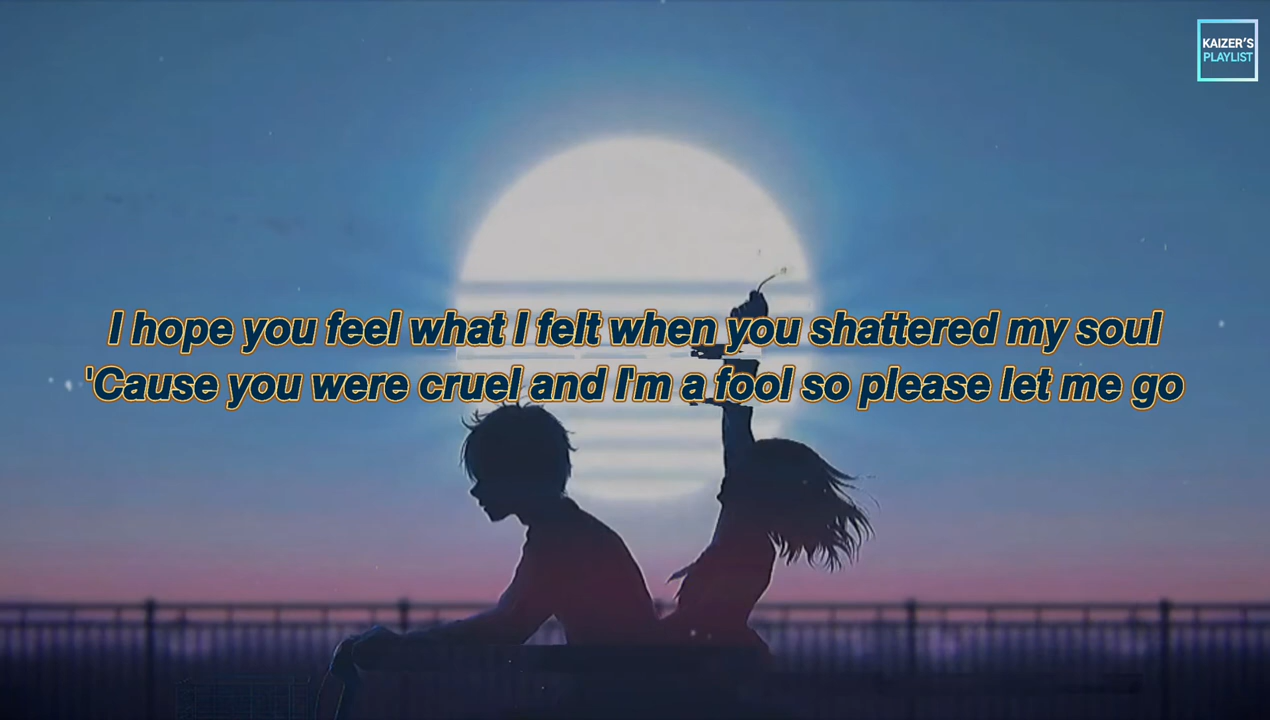 KAIZER'S
PLAYLIST
I hope you feel what I felt when you shattered my soul
'Cause you were cruel and I'm a fool so please let me go